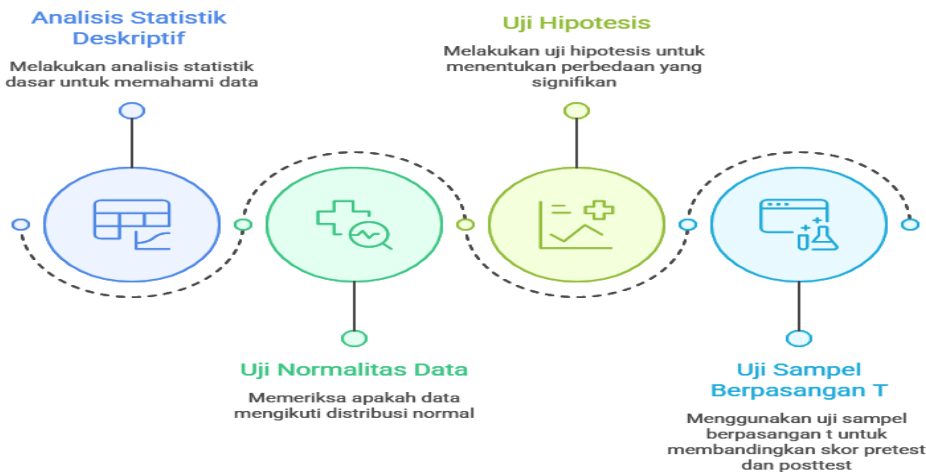 Analisis Statistik
Deskriptif
Melakukan analisis statistik
dasar untuk memahami data
Uji Normalitas Data
Memeriksa apakah data
mengikuti distribusi normal
Uji Hipotesis
Melakukan uji hipotesis untuk
menentukan perbedaan yang
signifikan
Uji Sampel
Berpasangan T
Menggunakan uji sampel
berpasangan t untuk
membandingkan skor pretest
dan posttest